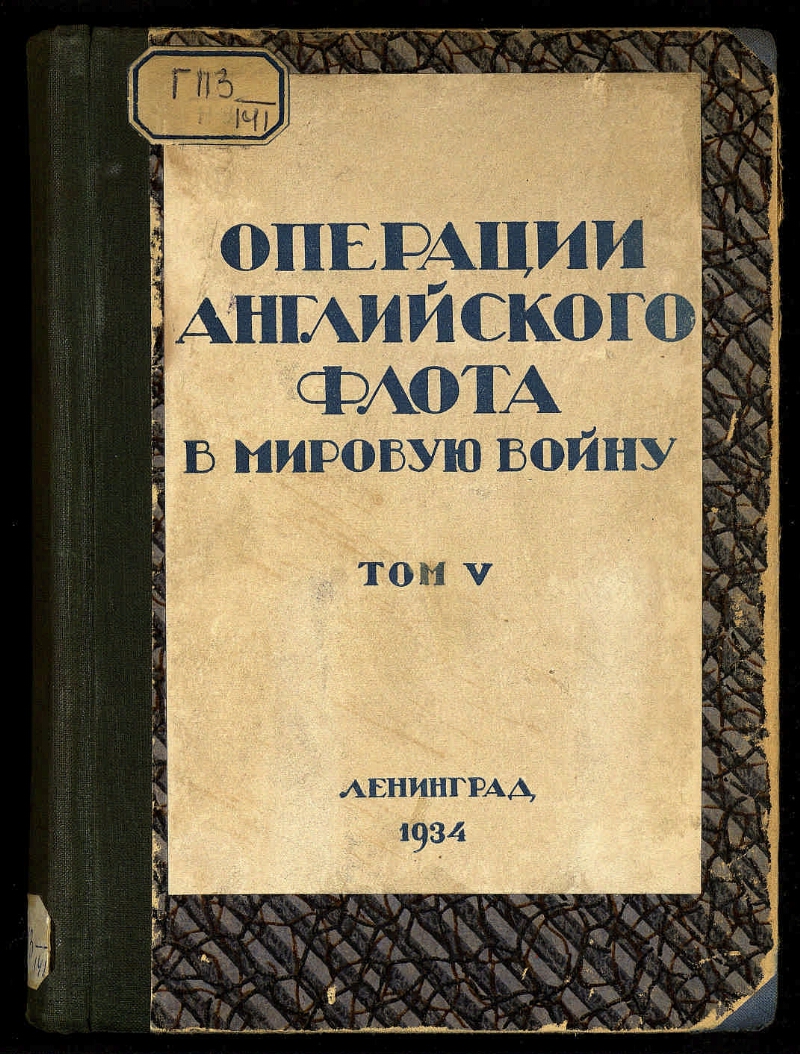 ГПЗ
141
ОПЕРАЦИИ
АНГЛИЙСКОГО
ФЛОТА
В МИРОВУЮ ВОЙНУ
ТОМ V
ЛЕНИНГРАД
1934